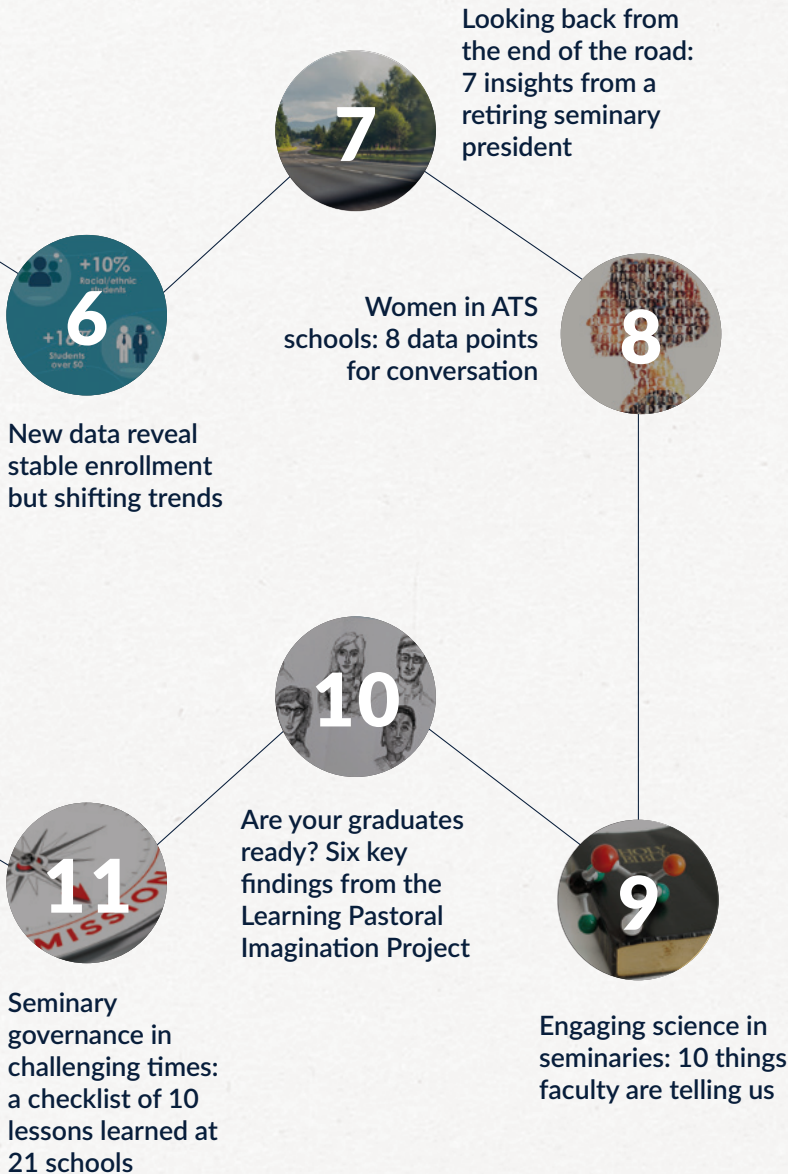 7
Looking back from
the end of the road:
7 insights from a
retiring seminary
president
6
+10%
Racial/ethnic
students
Students
over 50
New data reveal
stable enrollment
but shifting trends
Women in ATS
schools: 8 data points
for conversation
8
10
Are your graduates
ready? Six key
findings from the
Learning Pastoral
Imagination Project
9
HOLY
BIBLE
Engaging science in
seminaries: 10 things
faculty are telling us
11
MISSION
Seminary
governance in
challenging times:
a checklist of 10
lessons learned at
21 schools